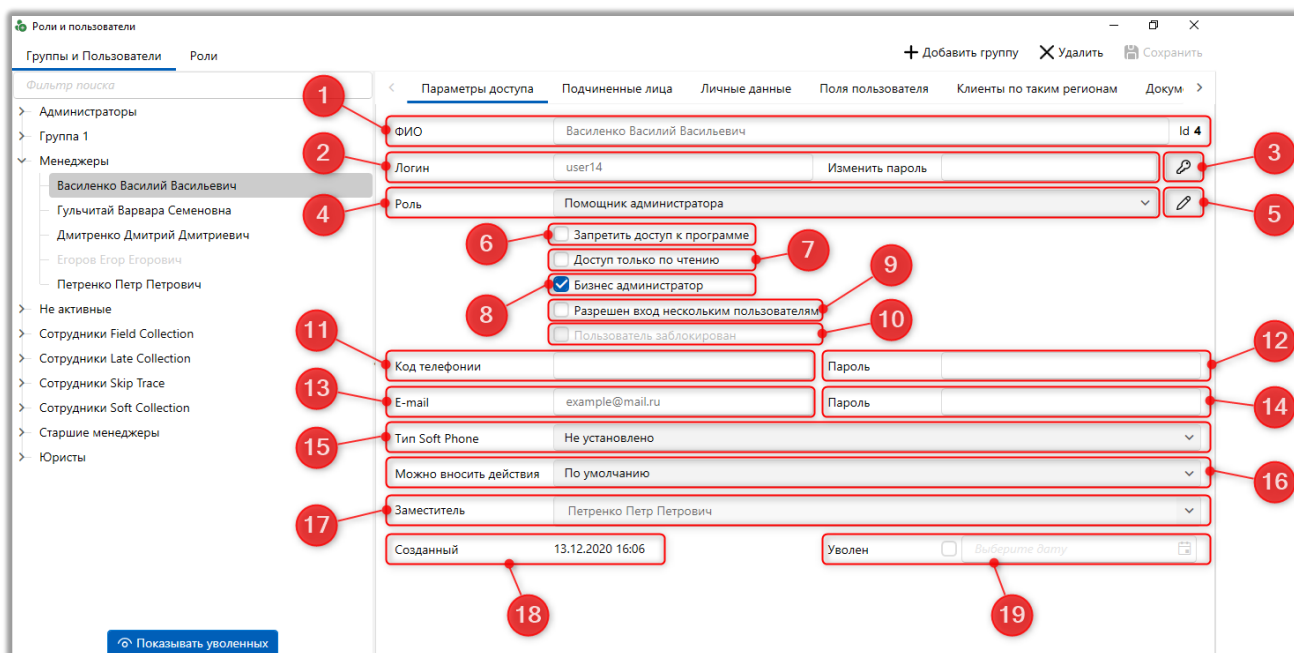 Роли и пользователи
Группы и Пользователи Роли
Добавить группу Удалить Сохранить
Фильтр поиска
Администраторы
Группа 1
Менеджеры
Василенко Василий Васильевич
Гульчитай Варвара Семеновна
Дмитренко Дмитрий Дмитриевич
Егоров Егор Егорович
Петренко Петр Петрович
Не активные
Сотрудники Field Collection
Сотрудники Late Collection
Сотрудники Skip Trace
Сотрудники Soft Collection
Старшие менеджеры
Юристы
Показывать уволенных
Параметры доступа Подчиненные лица Личные данные Поля пользователя Клиенты по таким регионам Докум
1 ФИО Василенко Василий Васильевич Id 4
2 Логин user14 Изменить пароль 3
4 Роль Помощник администратора 5
6 Запретить доступ к программе
Доступ только по чтению 7
8 Бизнес администратор
Разрешен вход нескольким пользователям 9
Пользователь заблокирован 10
11 Код телефонии Пароль 12
13 E-mail example@mail.ru Пароль 14
15 Тип Soft Phone Не установлено
Можно вносить действия По умолчанию 16
17 Заместитель Петренко Петр Петрович
Созданный 13.12.2020 16:06 Уволен Выберите дату
18 19